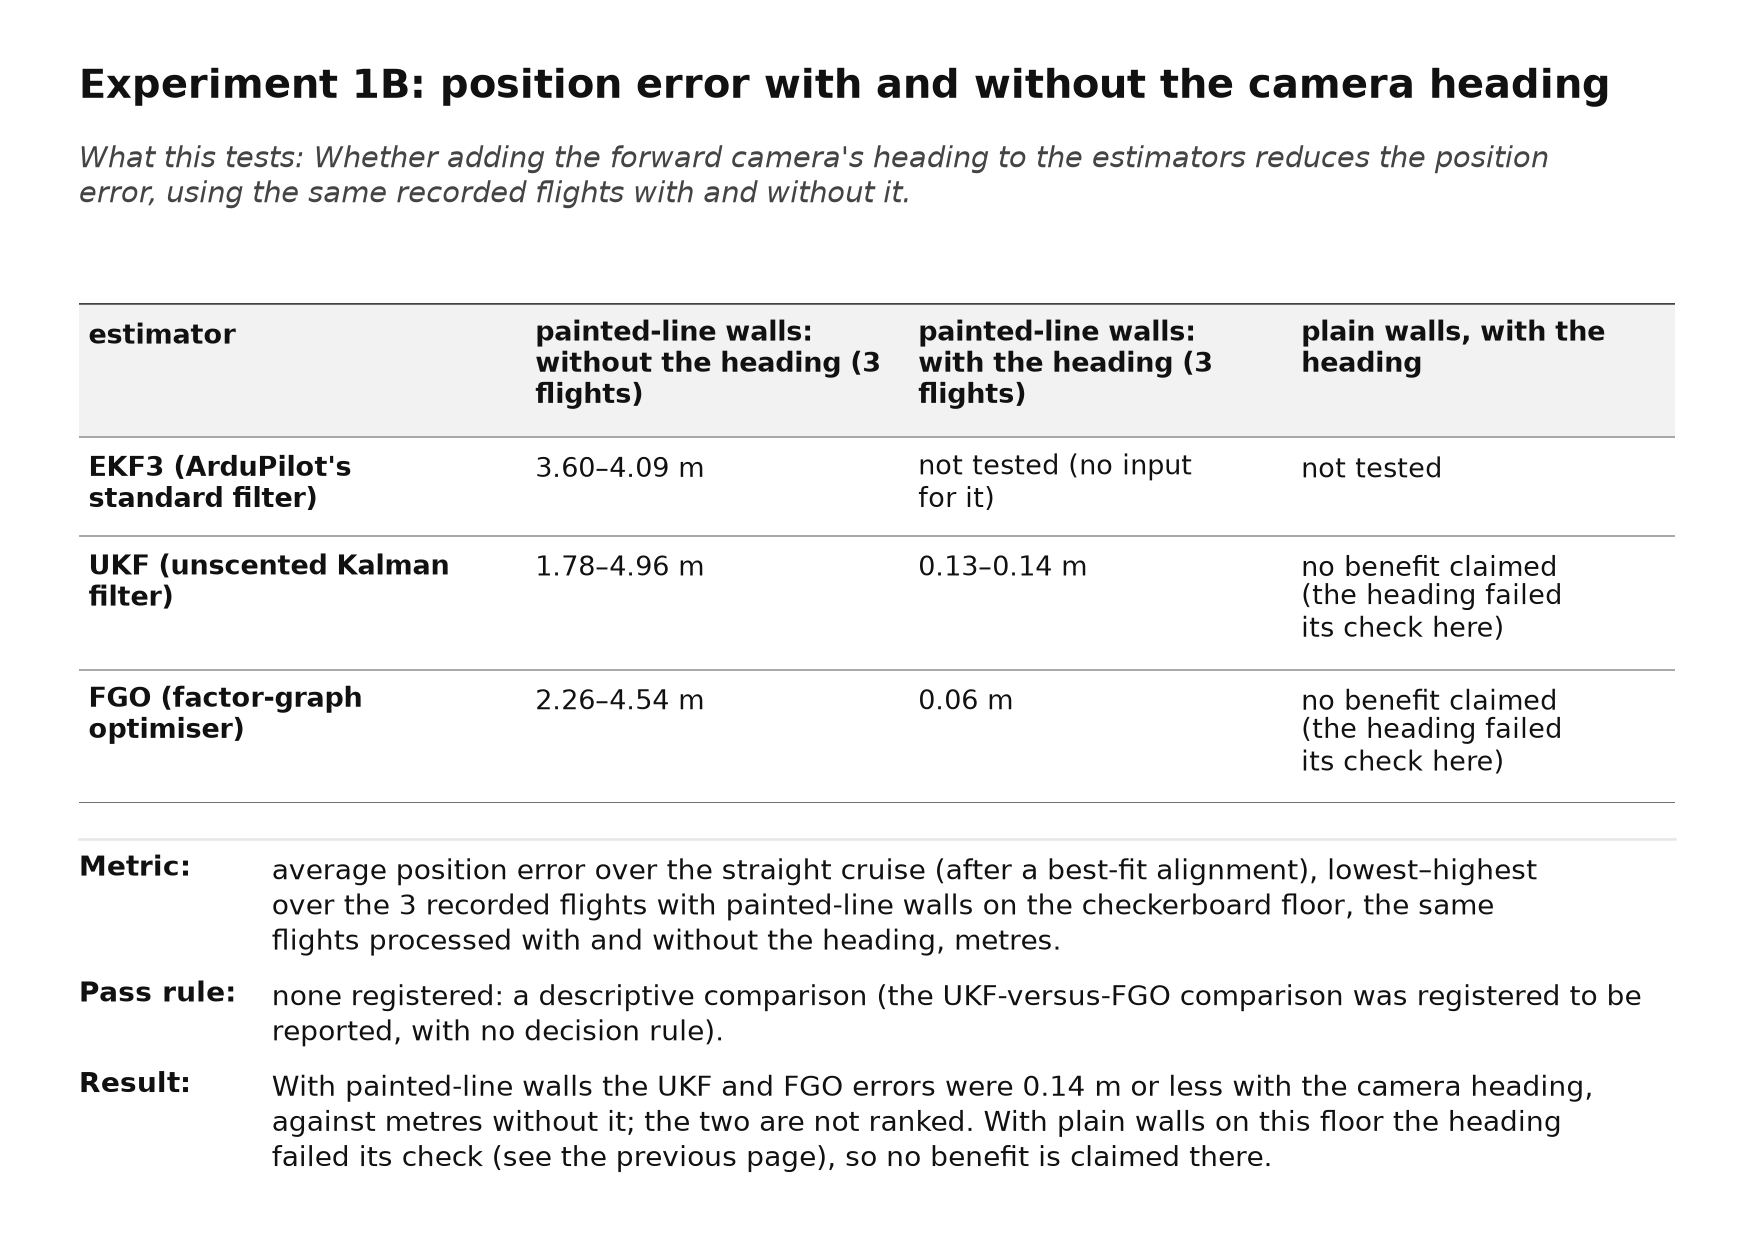 Experiment 1B: position error with and without the camera heading
What this tests: Whether adding the forward camera's heading to the estimators reduces the position
error, using the same recorded flights with and without it.
estimator
painted-line walls:
without the heading (3
flights)
painted-line walls:
with the heading (3
flights)
plain walls, with the
heading
EKF3 (ArduPilot's
standard filter)
3.60–4.09 m
not tested (no input
for it)
not tested
UKF (unscented Kalman
filter)
1.78–4.96 m
0.13–0.14 m
no benefit claimed
(the heading failed
its check here)
FGO (factor-graph
optimiser)
2.26–4.54 m
0.06 m
no benefit claimed
(the heading failed
its check here)
Metric:
average position error over the straight cruise (after a best-fit alignment), lowest–highest
over the 3 recorded flights with painted-line walls on the checkerboard floor, the same
flights processed with and without the heading, metres.
Pass rule:
none registered: a descriptive comparison (the UKF-versus-FGO comparison was registered to be
reported, with no decision rule).
Result:
With painted-line walls the UKF and FGO errors were 0.14 m or less with the camera heading,
against metres without it; the two are not ranked. With plain walls on this floor the heading
failed its check (see the previous page), so no benefit is claimed there.